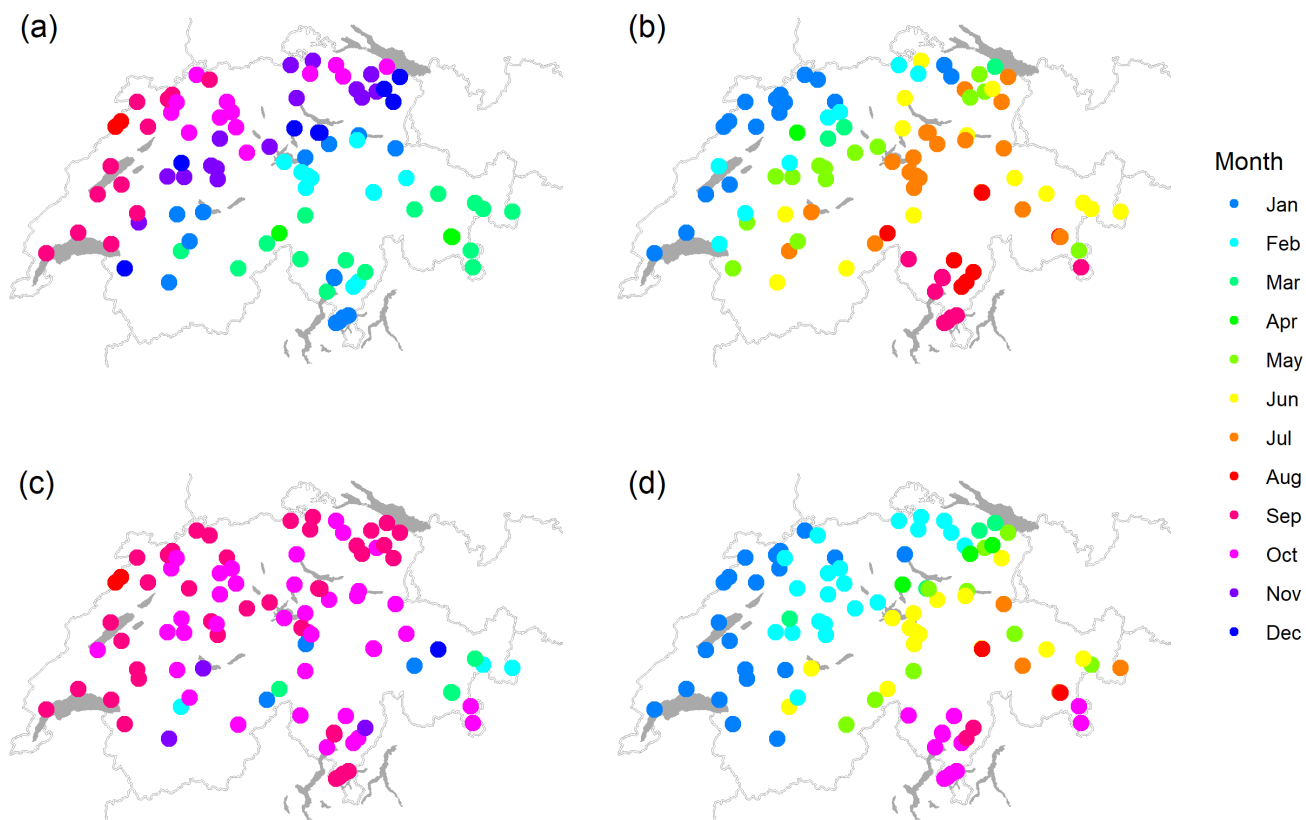 (a)
(b)
Month
Jan
Feb
Mar
Apr
May
Jun
Jul
Aug
Sep
Oct
Nov
Dec
(c)
(d)